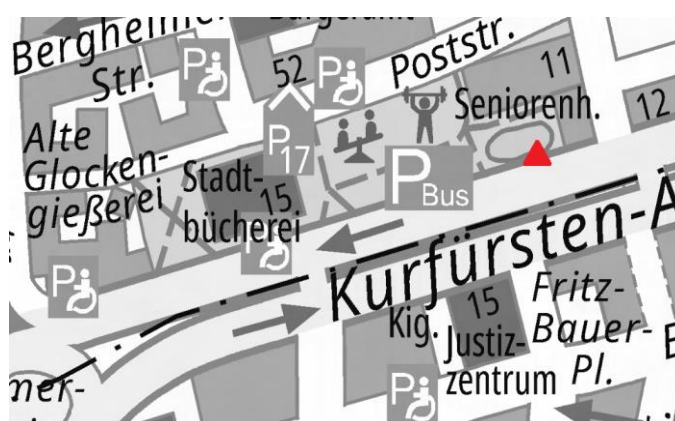 Bergheimer
Str.
P
52
P
Poststr.
11
Seniorenh.
12
Alte
Glocken-
gießerei
P
17
Stadt-
15
bücherei
P
Bus
P
P
Kurfürsten-A
Kig.
15
Justiz-
zentrum
Fritz-
Bauer-
Pl.
P
mer-